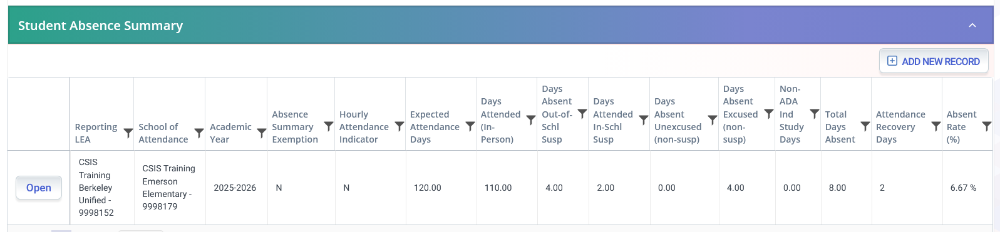 Student Absence Summary
ADD NEW RECORD
Reporting
LEA
School of
Attendance
Academic
Year
Absence
Summary
Exemption
Hourly
Attendance
Indicator
Expected
Attendance
Days
Days
Attended
(In-
Person)
Days
Absent
Out-of-
Schl
Susp
Days
Attended
In-Schl
Susp
Days
Absent
Unexcused
(non-susp)
Days
Absent
Excused
(non-
susp)
Non-
ADA
Ind
Study
Days
Total
Days
Absent
Attendance
Recovery
Days
Absent
Rate
(%)
Open
CSIS
Training
Berkeley
Unified -
9998152
CSIS Training
Emerson
Elementary -
9998179
2025-2026
N
N
120.00
110.00
4.00
2.00
0.00
4.00
0.00
8.00
2
6.67 %